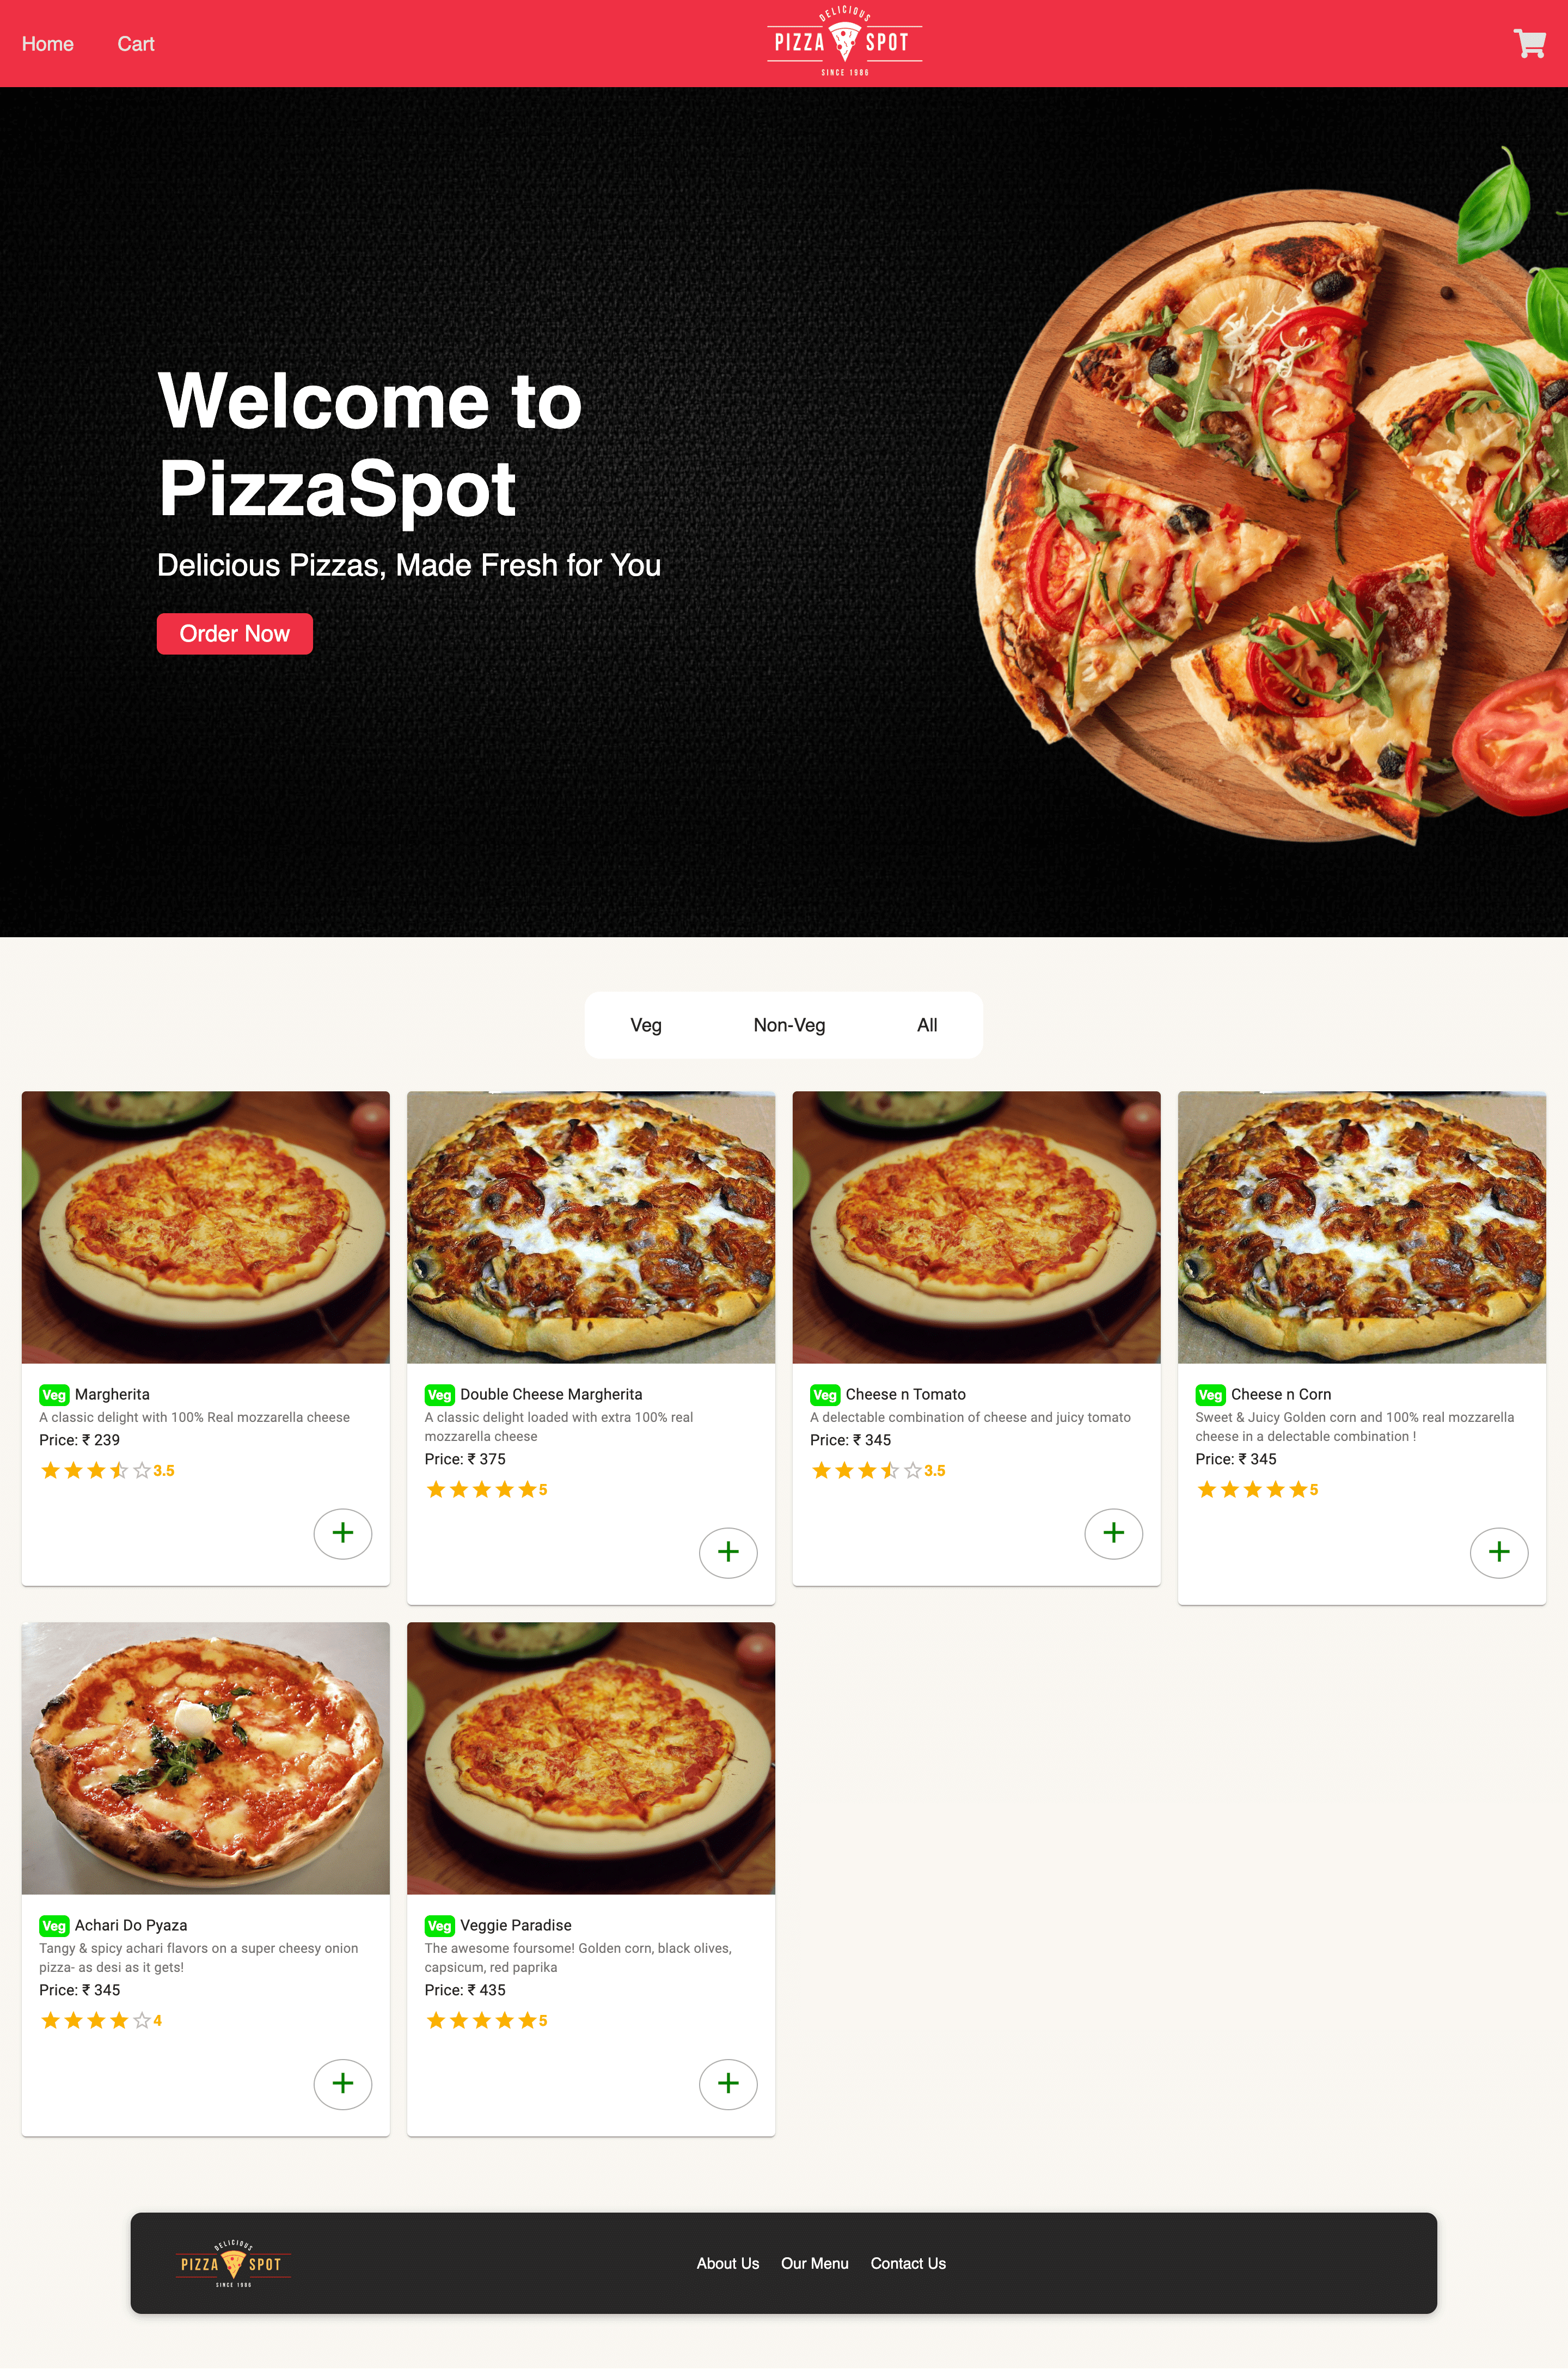 Home
Cart
DELICIOUS
PIZZA SPOT
SINCE 1986
Welcome to
PizzaSpot
Delicious Pizzas, Made Fresh for You
Order Now
Veg
Non-Veg
All
Veg Margherita
A classic delight with 100% Real mozzarella cheese
Price: ₹ 239
3.5
Veg Double Cheese Margherita
A classic delight loaded with extra 100% real
mozzarella cheese
Price: ₹ 375
5
Veg Cheese n Tomato
A delectable combination of cheese and juicy tomato
Price: ₹ 345
3.5
Veg Cheese n Corn
Sweet & Juicy Golden corn and 100% real mozzarella
cheese in a delectable combination !
Price: ₹ 345
5
Veg Achari Do Pyaza
Tangy & spicy achari flavors on a super cheesy onion
pizza- as desi as it gets!
Price: ₹ 345
4
Veg Veggie Paradise
The awesome foursome! Golden corn, black olives,
capsicum, red paprika
Price: ₹ 435
5
DELICIOUS
PIZZA SPOT
SINCE 1986
About Us
Our Menu
Contact Us